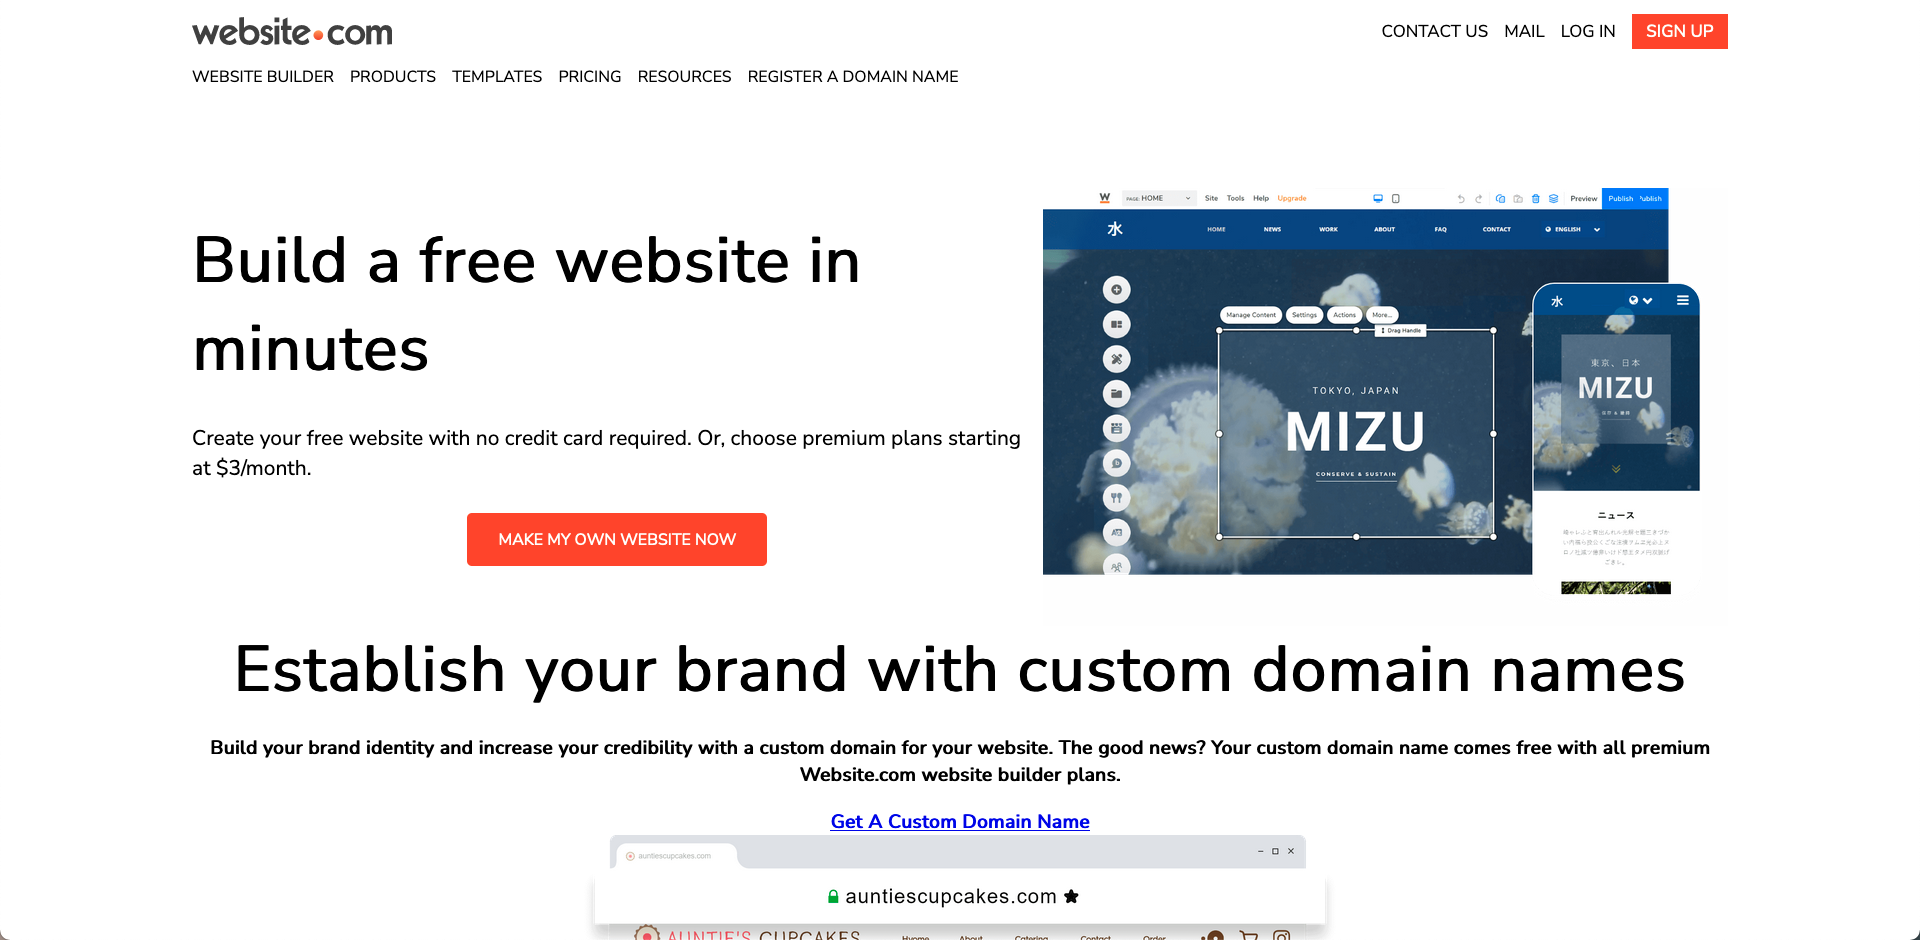 website.com
CONTACT US MAIL LOG IN SIGN UP
WEBSITE BUILDER PRODUCTS TEMPLATES PRICING RESOURCES REGISTER A DOMAIN NAME
Build a free website in
minutes
Create your free website with no credit card required. Or, choose premium plans starting
at $3/month.
MAKE MY OWN WEBSITE NOW
W PAGE: HOME Site Tools Help Upgrade Preview Publish
水 HOME NEWS WORK ABOUT FAQ CONTACT ENGLISH
Manage Content Settings Actions More...
Drag Handle
TOKYO, JAPAN
MIZU
CONSERVE & SUSTAIN
水
東京、日本
MIZU
ニュース
Establish your brand with custom domain names
Build your brand identity and increase your credibility with a custom domain for your website. The good news? Your custom domain name comes free with all premium
Website.com website builder plans.
Get A Custom Domain Name
auntiescupcakes.com
auntiescupcakes.com
AUNTIE'S CUPCAKES About Catering Contact Order